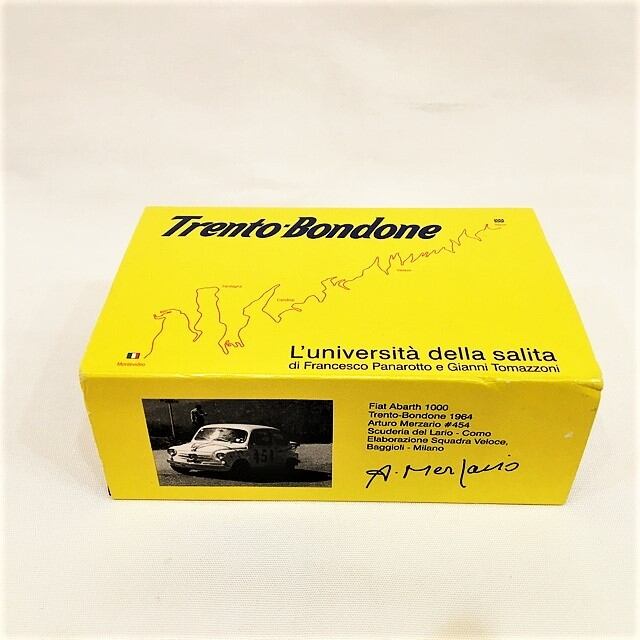 Trento-Bondone
Montevideo
L'università della salita
di Francesco Panarotto e Gianni Tomazzoni
Fiat Abarth 1000
Trento-Bondone 1964
Arturo Merzario #454
Scuderia del Lario - Como
Elaborazione Squadra Veloce,
Baggioli - Milano
A. Merzario